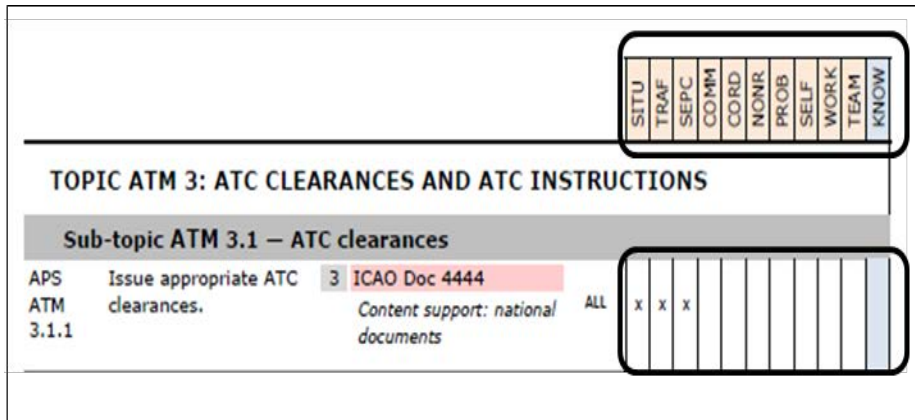 SITU TRAF SEPC COMM CORD NONR PROB SELF WORK TEAM KNOW
TOPIC ATM 3: ATC CLEARANCES AND ATC INSTRUCTIONS
Sub-topic ATM 3.1 — ATC clearances
APS Issue appropriate ATC 3 ICAO Doc 4444
ATM clearances. Content support: national ALL x x x
3.1.1 documents